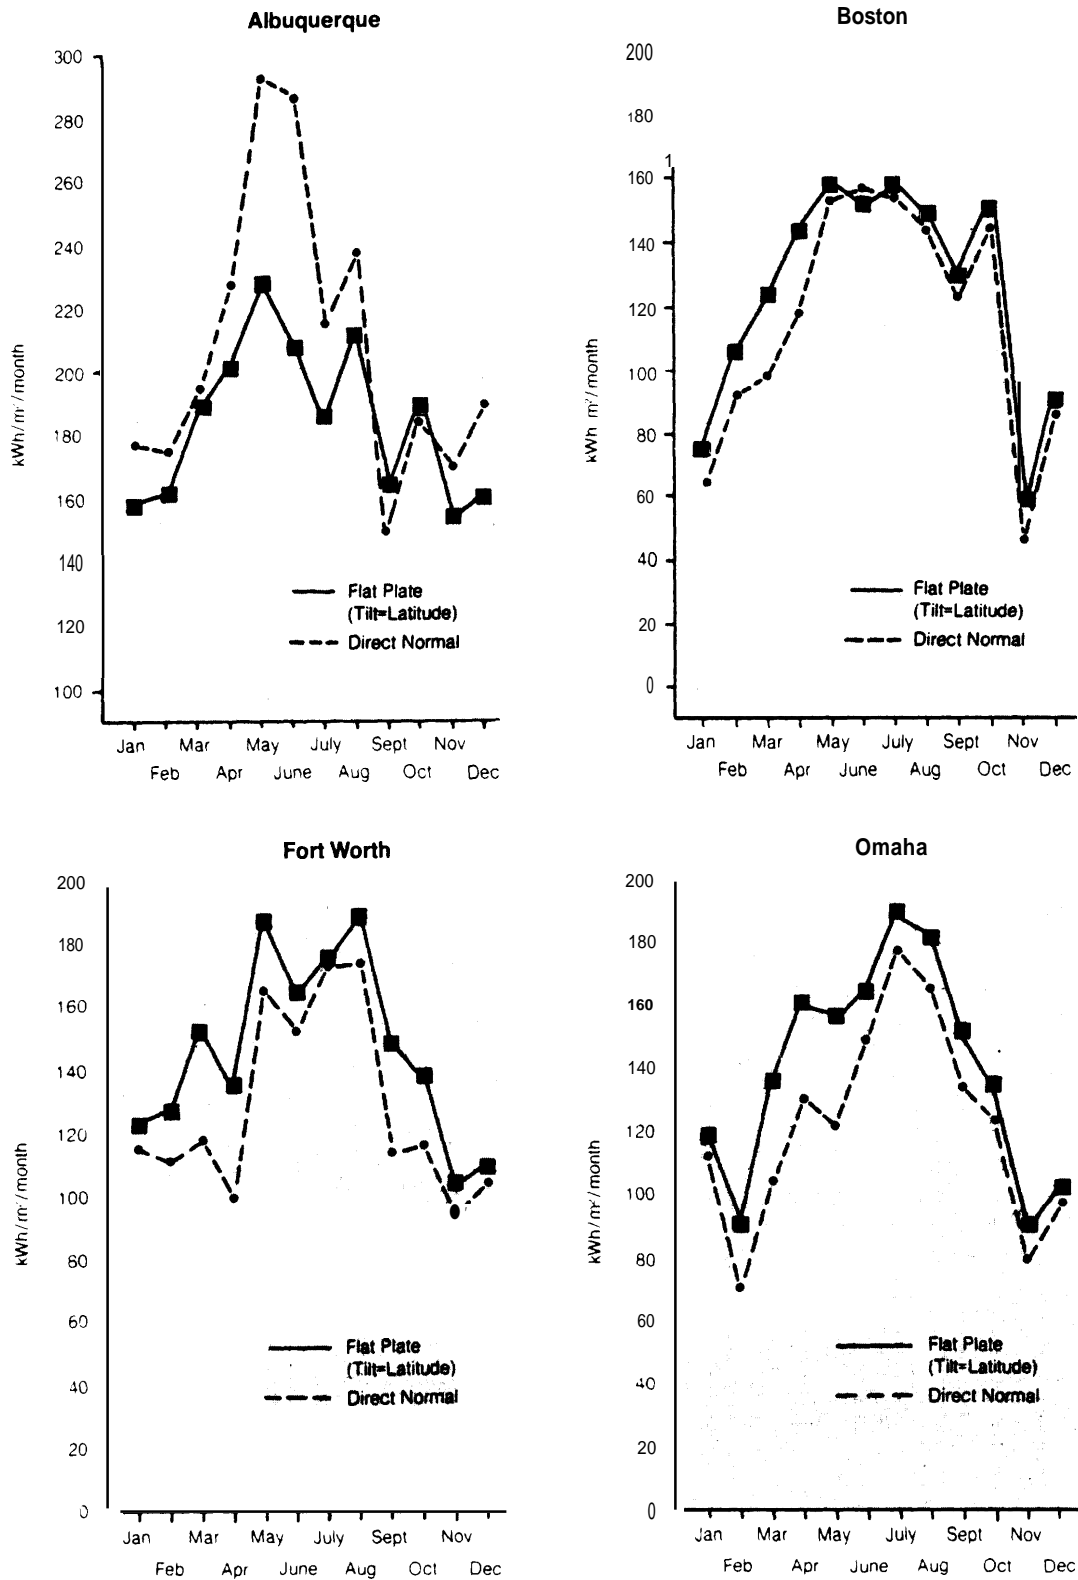 Albuquerque
300
280
260
240
220
200
180
160
140
120
100
kWh/m²/month
Flat Plate
(Tilt=Latitude)
Direct Normal
Jan Mar May July Sept Nov
Feb Apr June Aug Oct Dec
Boston
200
180
1
160
140
120
100
80
60
40
20
0
kWh m²/month
Flat Plate
(Tilt=Latitude)
Direct Normal
Jan Mar May July Sept Nov
Feb Apr June Aug Oct Dec
Fort Worth
200
180
160
140
120
100
80
60
40
20
0
kWh/m²/month
Flat Plate
(Tilt=Latitude)
Direct Normal
Jan Mar May July Sept Nov
Feb Apr June Aug Oct Dec
Omaha
200
180
160
140
120
100
80
60
40
20
0
kWh/m²/month
Flat Plate
(Tilt=Latitude)
Direct Normal
Jan Mar May July Sept Nov
Feb Apr June Aug Oct Dec